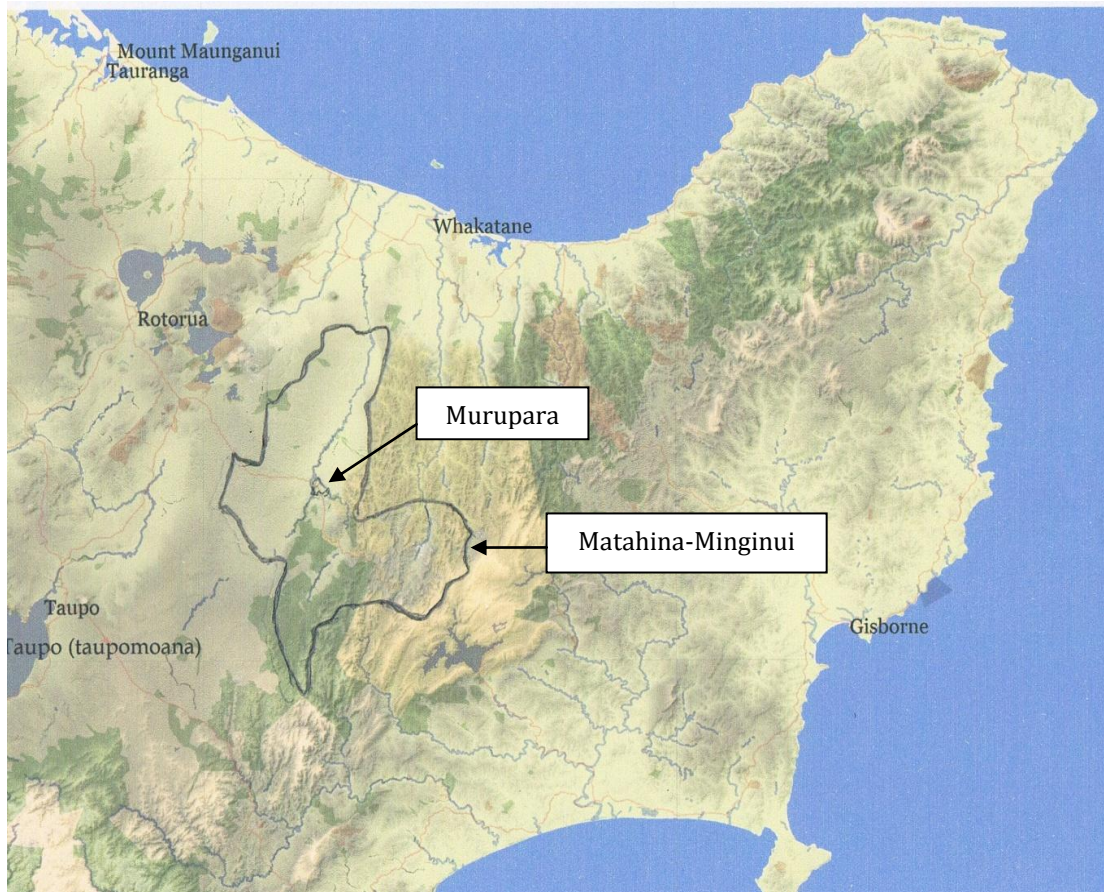 Mount Maunganui
Tauranga
Whakatane
Rotorua
Murupara
Matahina-Minginui
Taupo
Taupo (taupomoana)
Gisborne